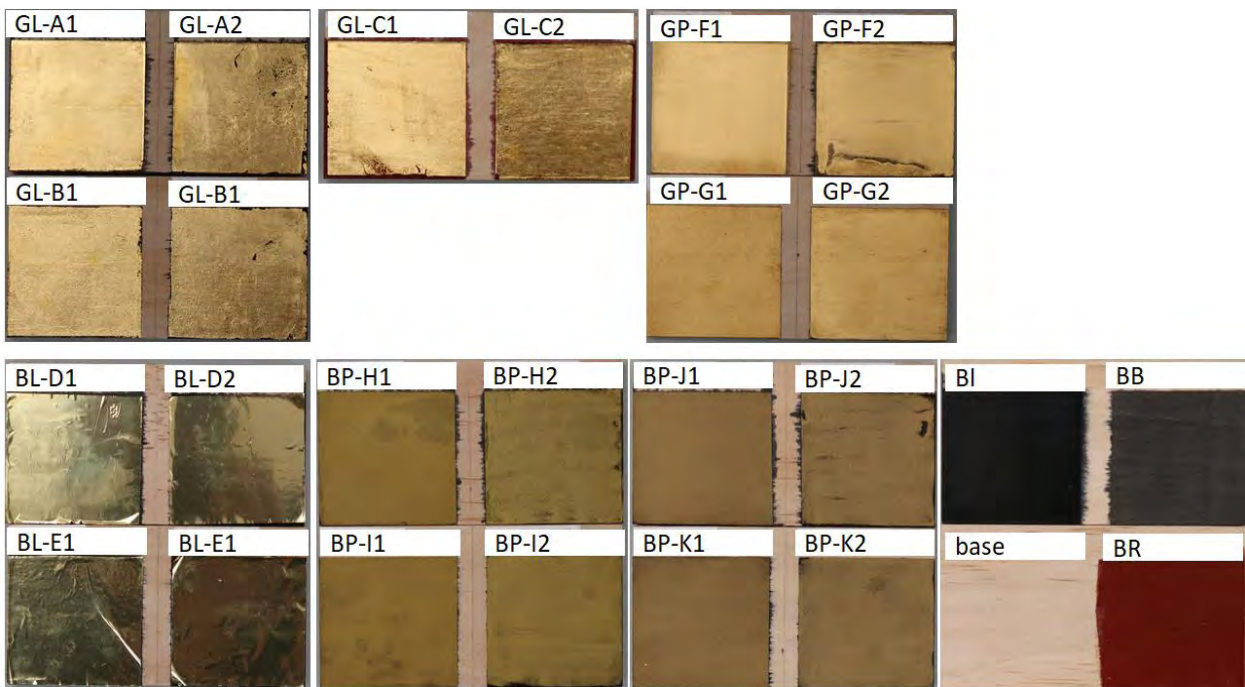 GL-A1 GL-A2 GL-C1 GL-C2 GP-F1 GP-F2
GL-B1 GL-B1 GP-G1 GP-G2
BL-D1 BL-D2 BP-H1 BP-H2 BP-J1 BP-J2 BI BB
BL-E1 BL-E1 BP-I1 BP-I2 BP-K1 BP-K2 base BR